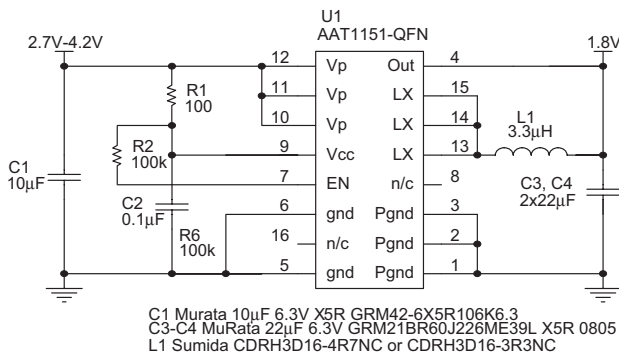 U1
AAT1151-QFN
2.7V-4.2V
1.8V
12 Vp Out 4
R1
100
11 Vp LX 15
10 Vp LX 14
L1
3.3µH
R2
100k
9 Vcc LX 13
C1
10µF
7 EN n/c 8
C3, C4
2x22µF
C2
0.1µF
6 gnd Pgnd 3
R6
100k
16 n/c Pgnd 2
5 gnd Pgnd 1
C1 Murata 10µF 6.3V X5R GRM42-6X5R106K6.3
C3-C4 MuRata 22µF 6.3V GRM21BR60J226ME39L X5R 0805
L1 Sumida CDRH3D16-4R7NC or CDRH3D16-3R3NC